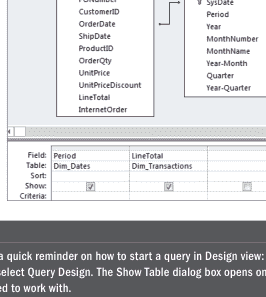 CustomerID
OrderDate
ShipDate
ProductID
OrderQty
UnitPrice
UnitPriceDiscount
LineTotal
InternetOrder
SysDate
Period
Year
MonthNumber
MonthName
Year-Month
Quarter
Year-Quarter
Field: Period LineTotal
Table: Dim_Dates Dim_Transactions
Sort:
Show:
Criteria:
a quick reminder on how to start a query in Design view:
select Query Design. The Show Table dialog box opens on
ed to work with.